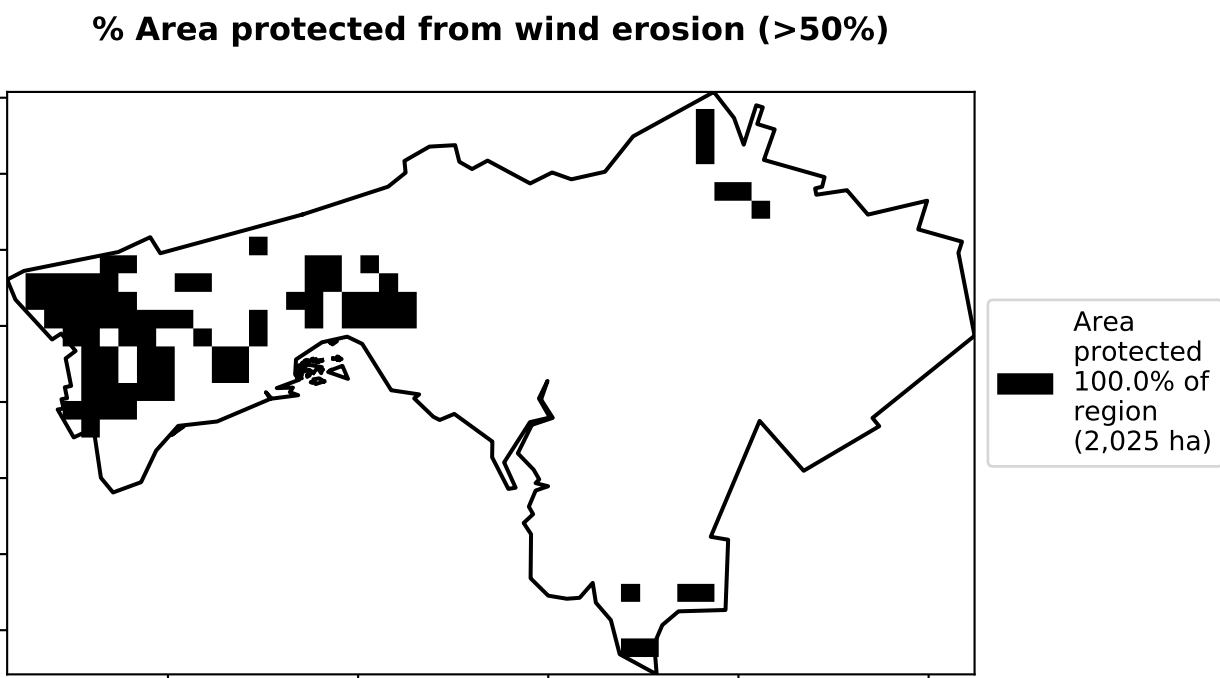 % Area protected from wind erosion (>50%)
Area
protected
100.0% of
region
(2,025 ha)